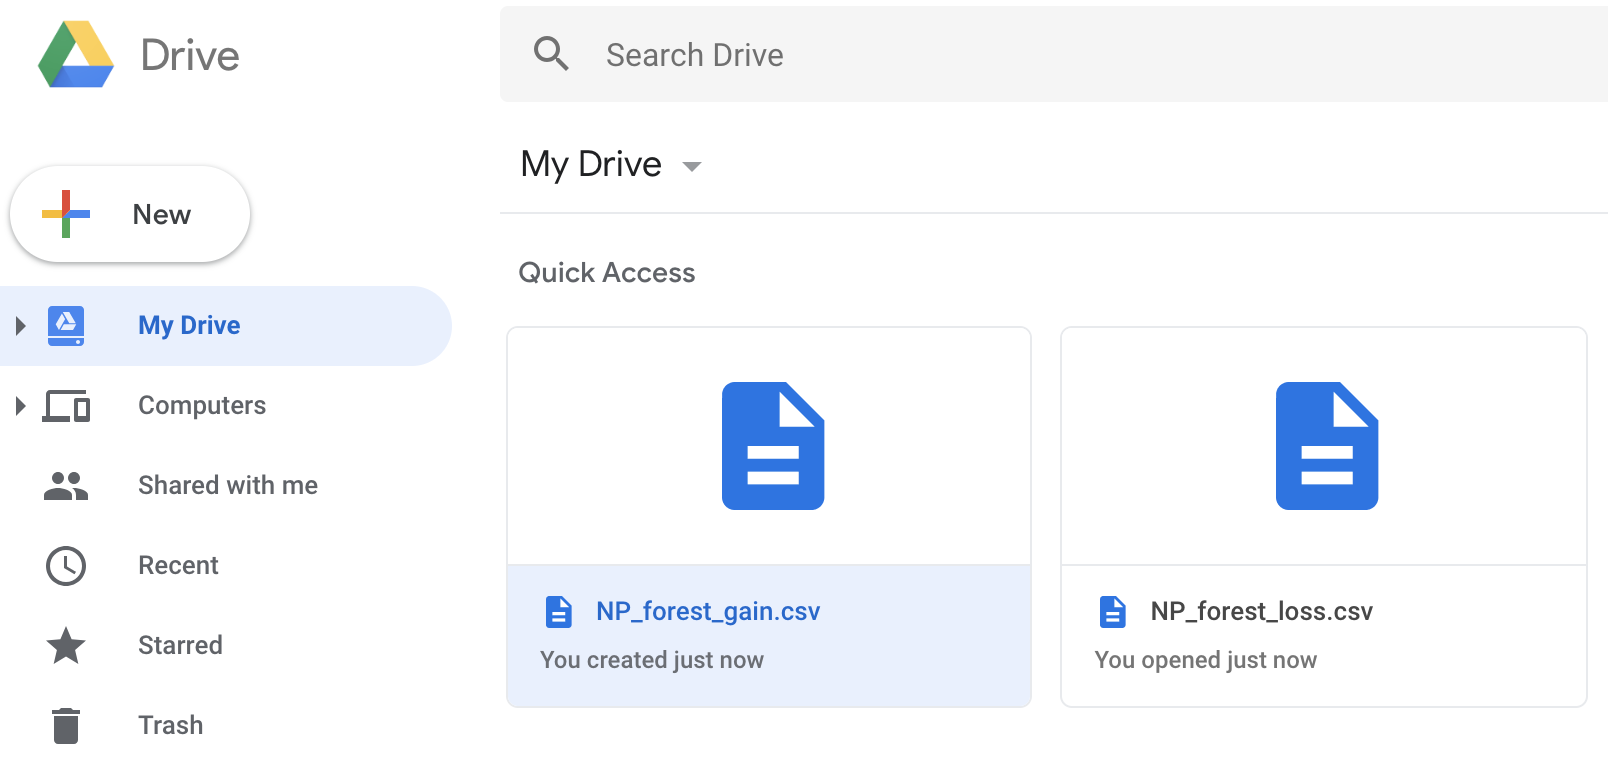 Drive
Search Drive
My Drive
New
Quick Access
My Drive
Computers
Shared with me
Recent
Starred
Trash
NP_forest_gain.csv
You created just now
NP_forest_loss.csv
You opened just now